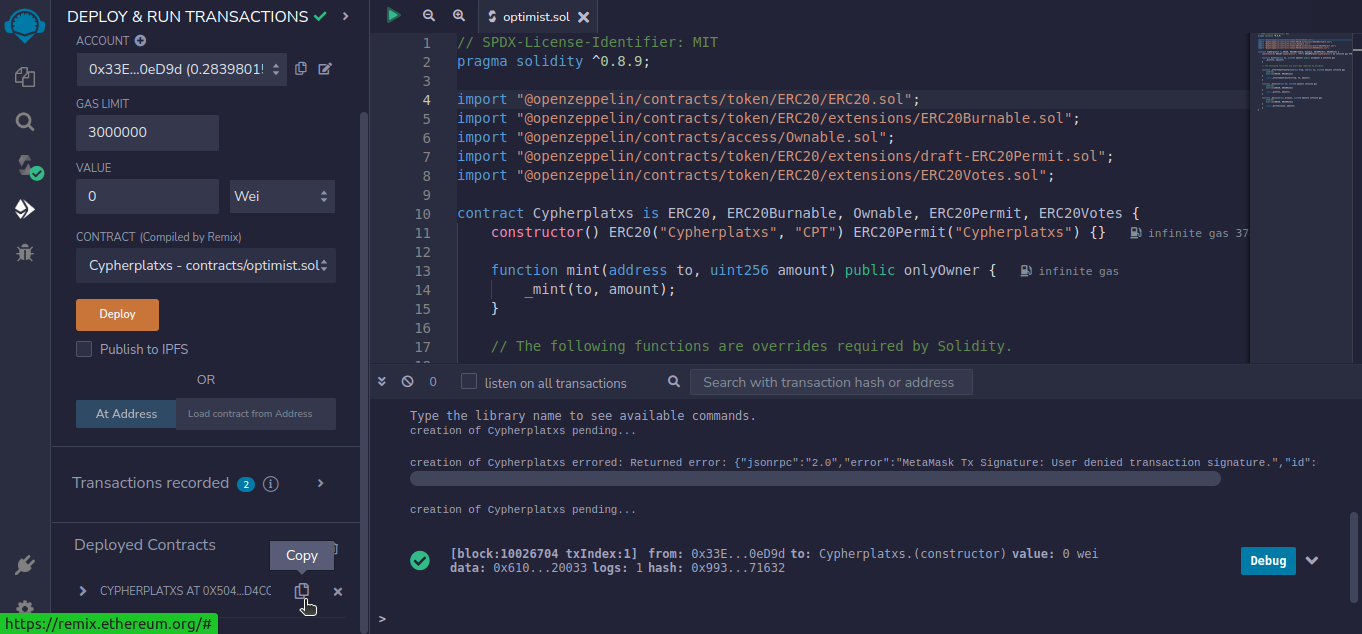 DEPLOY & RUN TRANSACTIONS
ACCOUNT
0x33E...0eD9d (0.2839801!
GAS LIMIT
3000000
VALUE
0
Wei
CONTRACT (Compiled by Remix)
Cypherplatxs - contracts/optimist.sol
Deploy
Publish to IPFS
OR
At Address
Load contract from Address
Transactions recorded 2 i
Deployed Contracts
Copy
CYPHERPLATXS AT 0X504...D4CC
https://remix.ethereum.org/#
optimist.sol
1 // SPDX-License-Identifier: MIT
2 pragma solidity ^0.8.9;
3
4 import "@openzeppelin/contracts/token/ERC20/ERC20.sol";
5 import "@openzeppelin/contracts/token/ERC20/extensions/ERC20Burnable.sol";
6 import "@openzeppelin/contracts/access/Ownable.sol";
7 import "@openzeppelin/contracts/token/ERC20/extensions/draft-ERC20Permit.sol";
8 import "@openzeppelin/contracts/token/ERC20/extensions/ERC20Votes.sol";
9
10 contract Cypherplatxs is ERC20, ERC20Burnable, Ownable, ERC20Permit, ERC20Votes {
11 constructor() ERC20("Cypherplatxs", "CPT") ERC20Permit("Cypherplatxs") {} infinite gas 37
12
13 function mint(address to, uint256 amount) public onlyOwner { infinite gas
14 _mint(to, amount);
15 }
16
17 // The following functions are overrides required by Solidity.
0
listen on all transactions
Search with transaction hash or address
Type the library name to see available commands.
creation of Cypherplatxs pending...
creation of Cypherplatxs errored: Returned error: {"jsonrpc":"2.0","error":"MetaMask Tx Signature: User denied transaction signature.","id":
creation of Cypherplatxs pending...
[block:10026704 txIndex:1] from: 0x33E...0eD9d to: Cypherplatxs.(constructor) value: 0 wei
data: 0x610...20033 logs: 1 hash: 0x993...71632
Debug
>